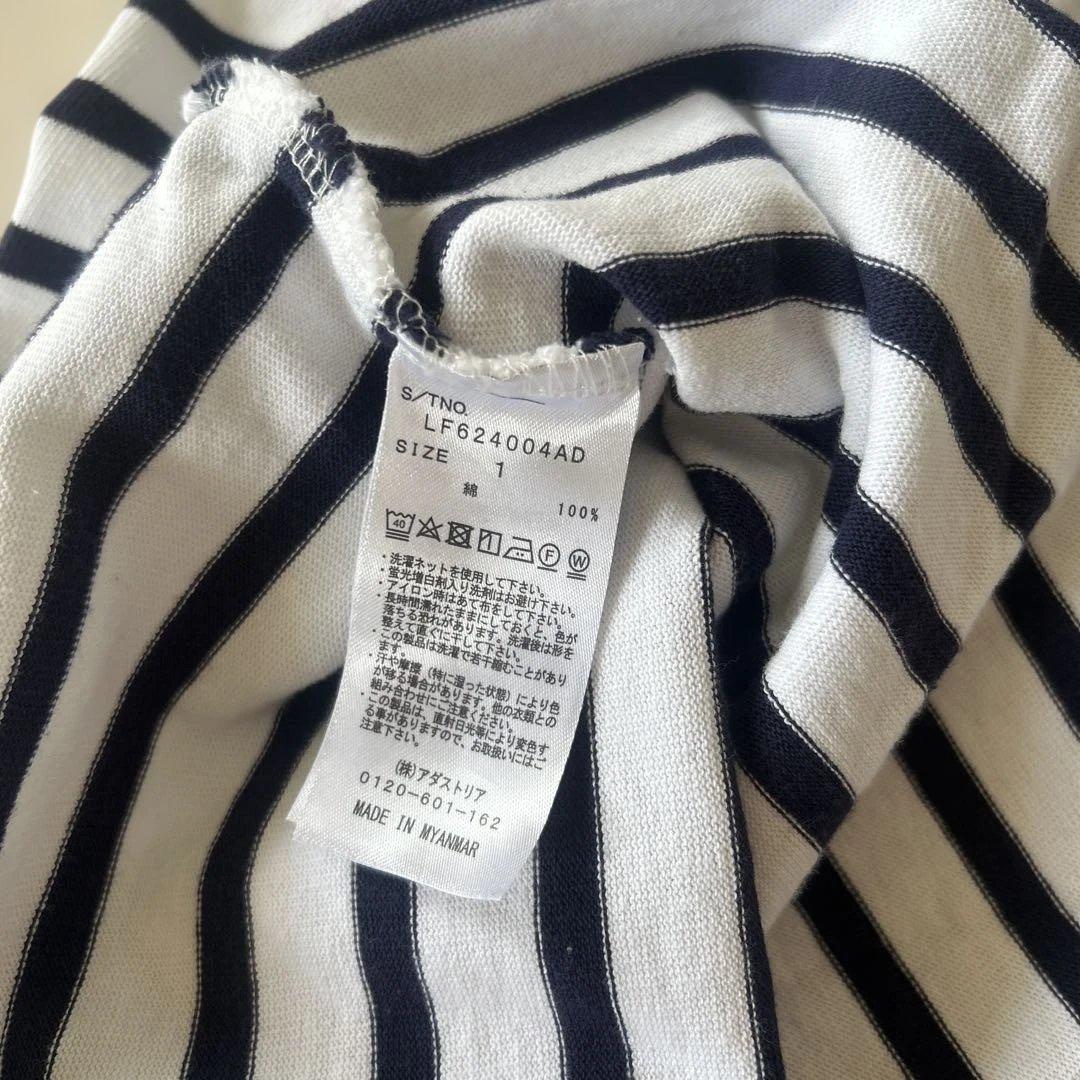 S/TNO.
LF624004AD
SIZE 1
綿
100%
40 F W
・洗濯ネットを使用して下さい。
・蛍光増白剤入り洗剤はお避け下さい。
・アイロン時はあて布をして下さい。
・長時間濡れたままにしておくと、色が
落ちる恐れがあります。洗濯後は形を
整えて直ぐに干して下さい。
・この製品は洗濯で若干縮むことがあり
ます。
・汗や摩擦（特に湿った状態）により色
が移る場合があります。他の衣類との
組み合わせにご注意ください。
・この製品は、直射日光等により変色す
る事がありますので、お取扱いにはご
注意下さい。
(株)アダストリア
0120-601-162
MADE IN MYANMAR